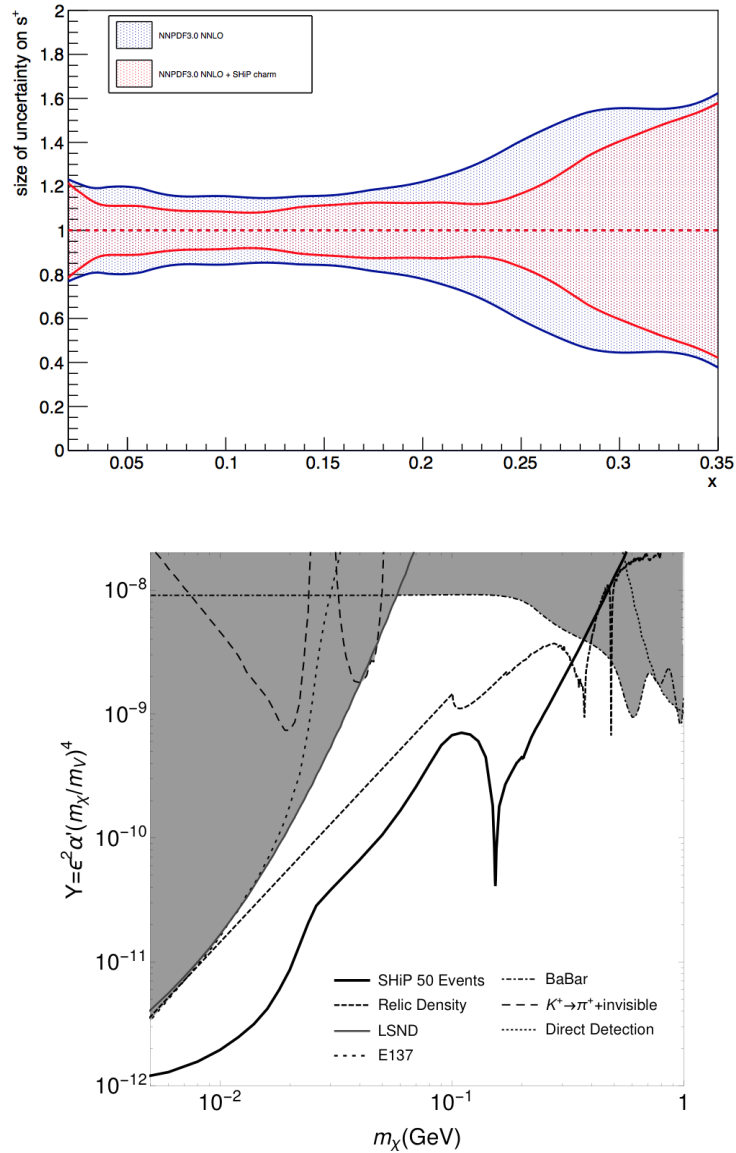 size of uncertainty on s⁺
2
1.8
1.6
1.4
1.2
1
0.8
0.6
0.4
0.2
0
NNPDF3.0 NNLO
NNPDF3.0 NNLO + SHiP charm
0.05 0.1 0.15 0.2 0.25 0.3 0.35
x
Y=ϵ²α'(mχ/mV)⁴
10⁻⁸
10⁻⁹
10⁻¹⁰
10⁻¹¹
10⁻¹²
SHiP 50 Events
Relic Density
LSND
E137
BaBar
K⁺→π⁺+invisible
Direct Detection
10⁻² 10⁻¹ 1
mχ(GeV)